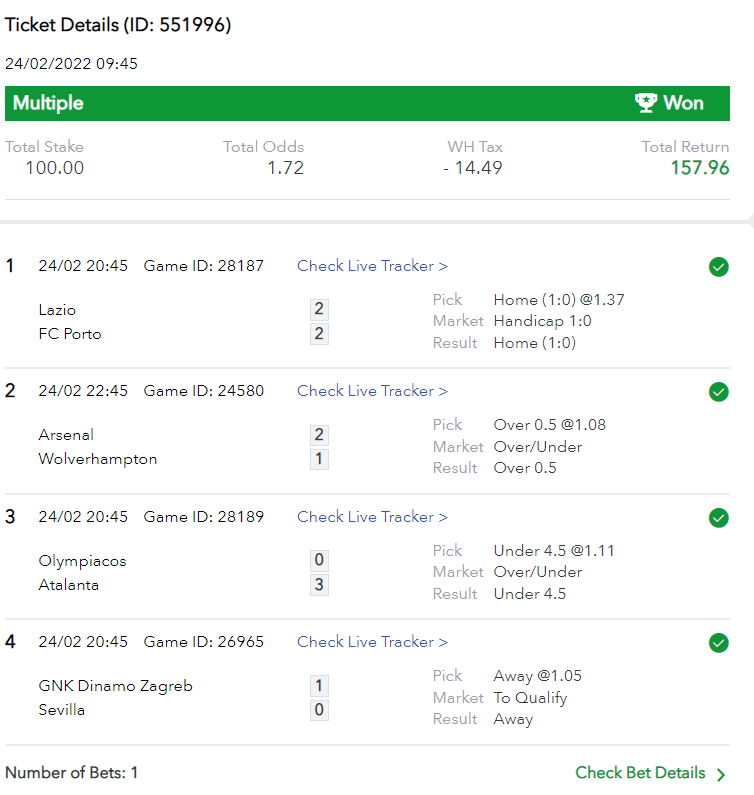 Ticket Details (ID: 551996)
24/02/2022 09:45
Multiple Won
Total Stake Total Odds WH Tax Total Return
100.00 1.72 - 14.49 157.96
1 24/02 20:45 Game ID: 28187 Check Live Tracker >
Lazio 2
FC Porto 2
Pick Home (1:0) @1.37
Market Handicap 1:0
Result Home (1:0)
2 24/02 22:45 Game ID: 24580 Check Live Tracker >
Arsenal 2
Wolverhampton 1
Pick Over 0.5 @1.08
Market Over/Under
Result Over 0.5
3 24/02 20:45 Game ID: 28189 Check Live Tracker >
Olympiacos 0
Atalanta 3
Pick Under 4.5 @1.11
Market Over/Under
Result Under 4.5
4 24/02 20:45 Game ID: 26965 Check Live Tracker >
GNK Dinamo Zagreb 1
Sevilla 0
Pick Away @1.05
Market To Qualify
Result Away
Number of Bets: 1 Check Bet Details >